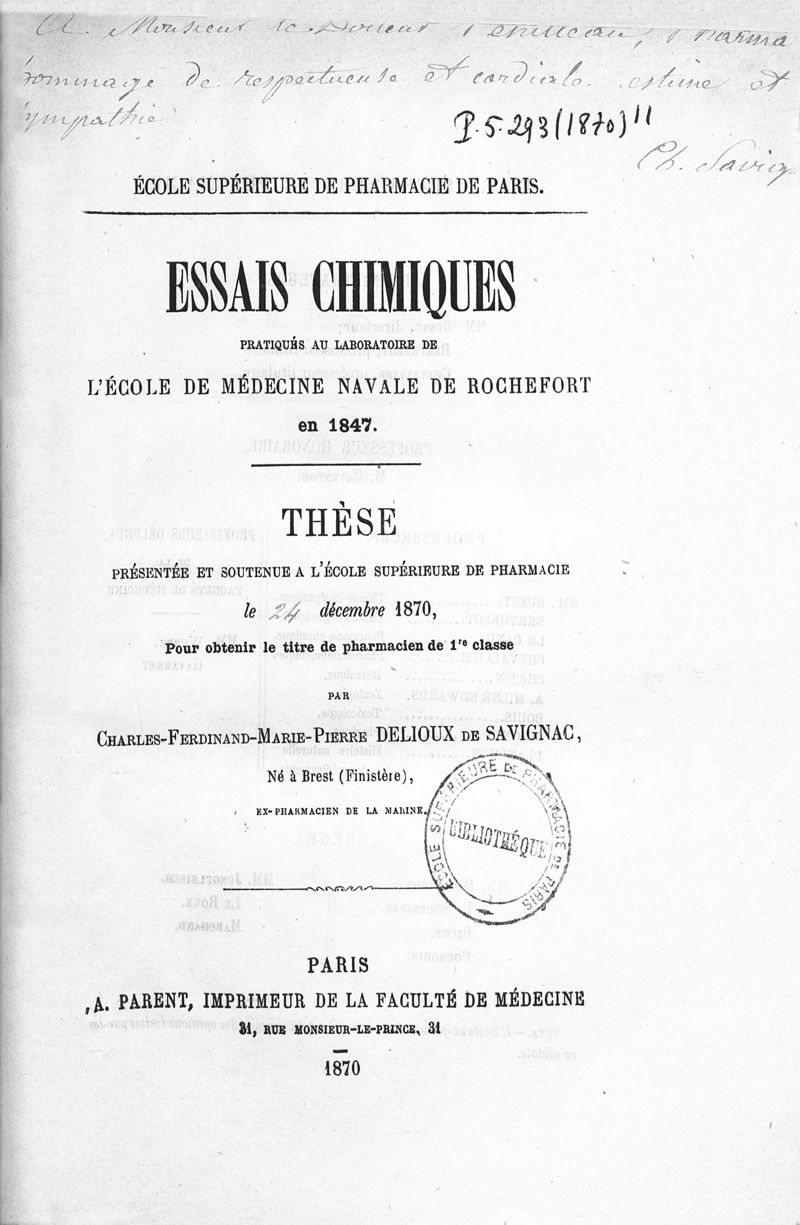 A Monsieur le Docteur
hommage de respectueuse et cordiale estime et
sympathie
P.5.293(1870)11
Ch. Savig
ÉCOLE SUPÉRIEURE DE PHARMACIE DE PARIS.
ESSAIS CHIMIQUES
PRATIQUÉS AU LABORATOIRE DE
L'ÉCOLE DE MÉDECINE NAVALE DE ROCHEFORT
en 1847.
THÈSE
PRÉSENTÉE ET SOUTENUE A L'ÉCOLE SUPÉRIEURE DE PHARMACIE
le 24 décembre 1870,
Pour obtenir le titre de pharmacien de 1re classe
PAR
CHARLES-FERDINAND-MARIE-PIERRE DELIOUX DE SAVIGNAC,
Né à Brest (Finistère),
EX-PHARMACIEN DE LA MARINE.
ÉCOLE SUPÉRIEURE DE PHARMACIE DE PARIS
BIBLIOTHÉQUE
PARIS
A. PARENT, IMPRIMEUR DE LA FACULTÉ DE MÉDECINE
31, RUE MONSIEUR-LE-PRINCE, 31
1870